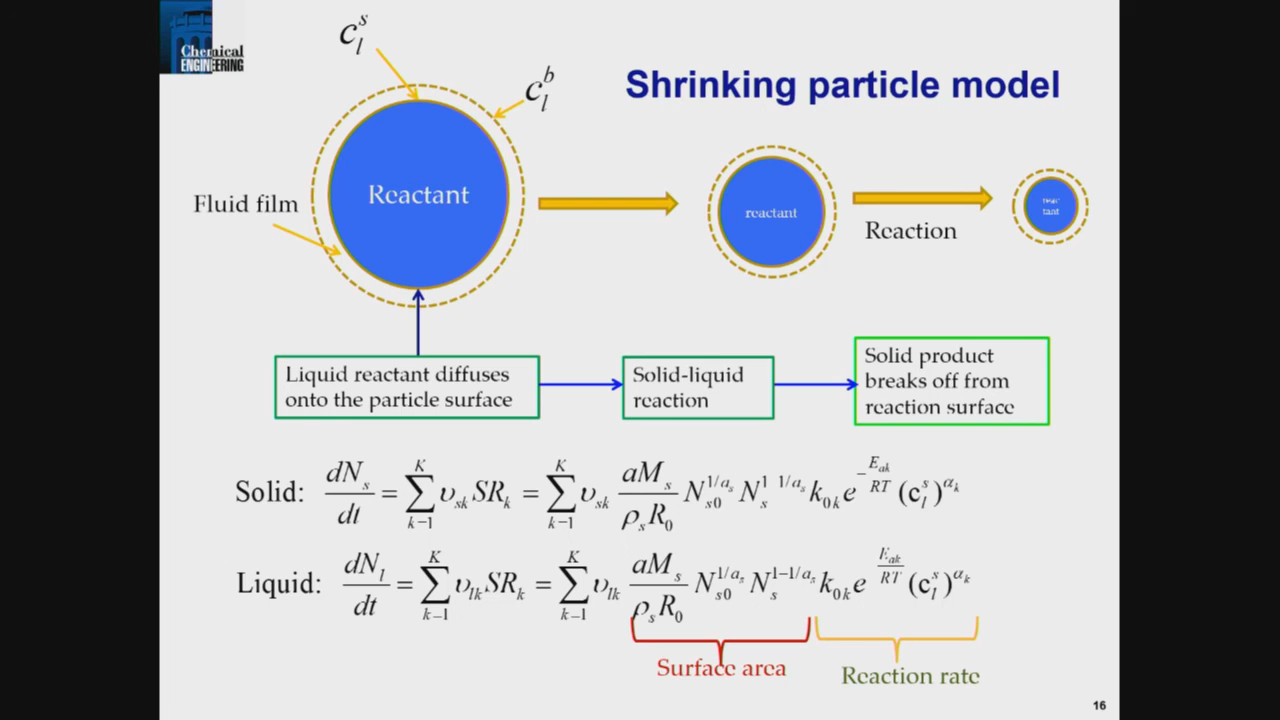 Chemical
ENGINEERING
Shrinking particle model
c_l^s
c_l^b
Fluid film
Reactant
reactant
Reaction
reac
tant
Liquid reactant diffuses
onto the particle surface
Solid-liquid
reaction
Solid product
breaks off from
reaction surface
Solid: dN_s/dt = ∑_{k−1}^{K} υ_{sk} SR_k = ∑_{k−1}^{K} υ_{sk} (aM_s / ρ_s R_0) N_{s0}^{1/a_s} N_s^{1 1/a_s} k_{0k} e^{−E_{ak}/RT} (c_l^s)^{α_k}
Liquid: dN_l/dt = ∑_{k−1}^{K} υ_{lk} SR_k = ∑_{k−1}^{K} υ_{lk} (aM_s / ρ_s R_0) N_{s0}^{1/a_s} N_s^{1−1/a_s} k_{0k} e^{E_{ak}/RT} (c_l^s)^{α_k}
Surface area
Reaction rate
16